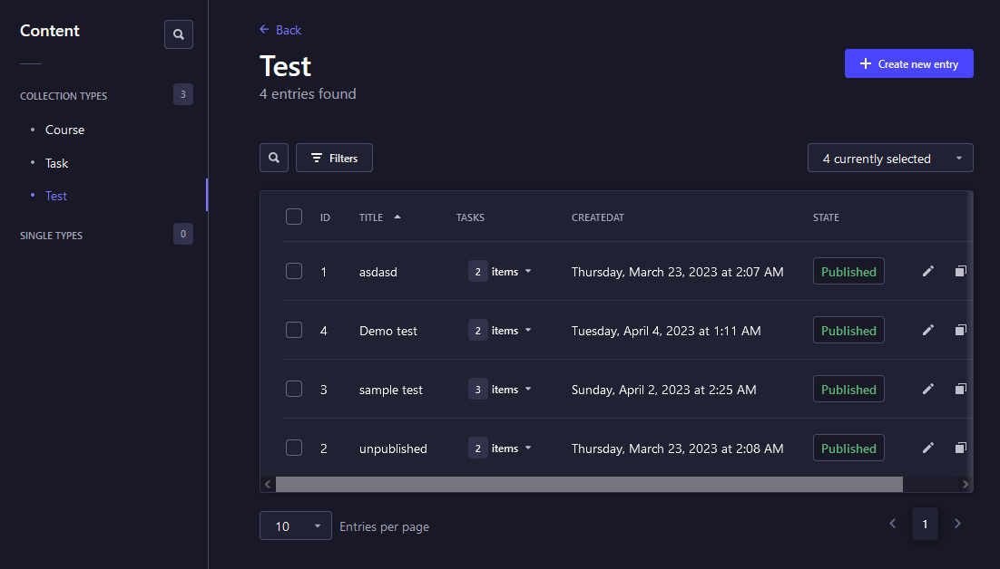 Content
COLLECTION TYPES 3
Course
Task
Test
SINGLE TYPES 0
Back
Test
4 entries found
Create new entry
Filters
4 currently selected
ID TITLE TASKS CREATEDAT STATE
1 asdasd 2 items Thursday, March 23, 2023 at 2:07 AM Published
4 Demo test 2 items Tuesday, April 4, 2023 at 1:11 AM Published
3 sample test 3 items Sunday, April 2, 2023 at 2:25 AM Published
2 unpublished 2 items Thursday, March 23, 2023 at 2:08 AM Published
10 Entries per page 1